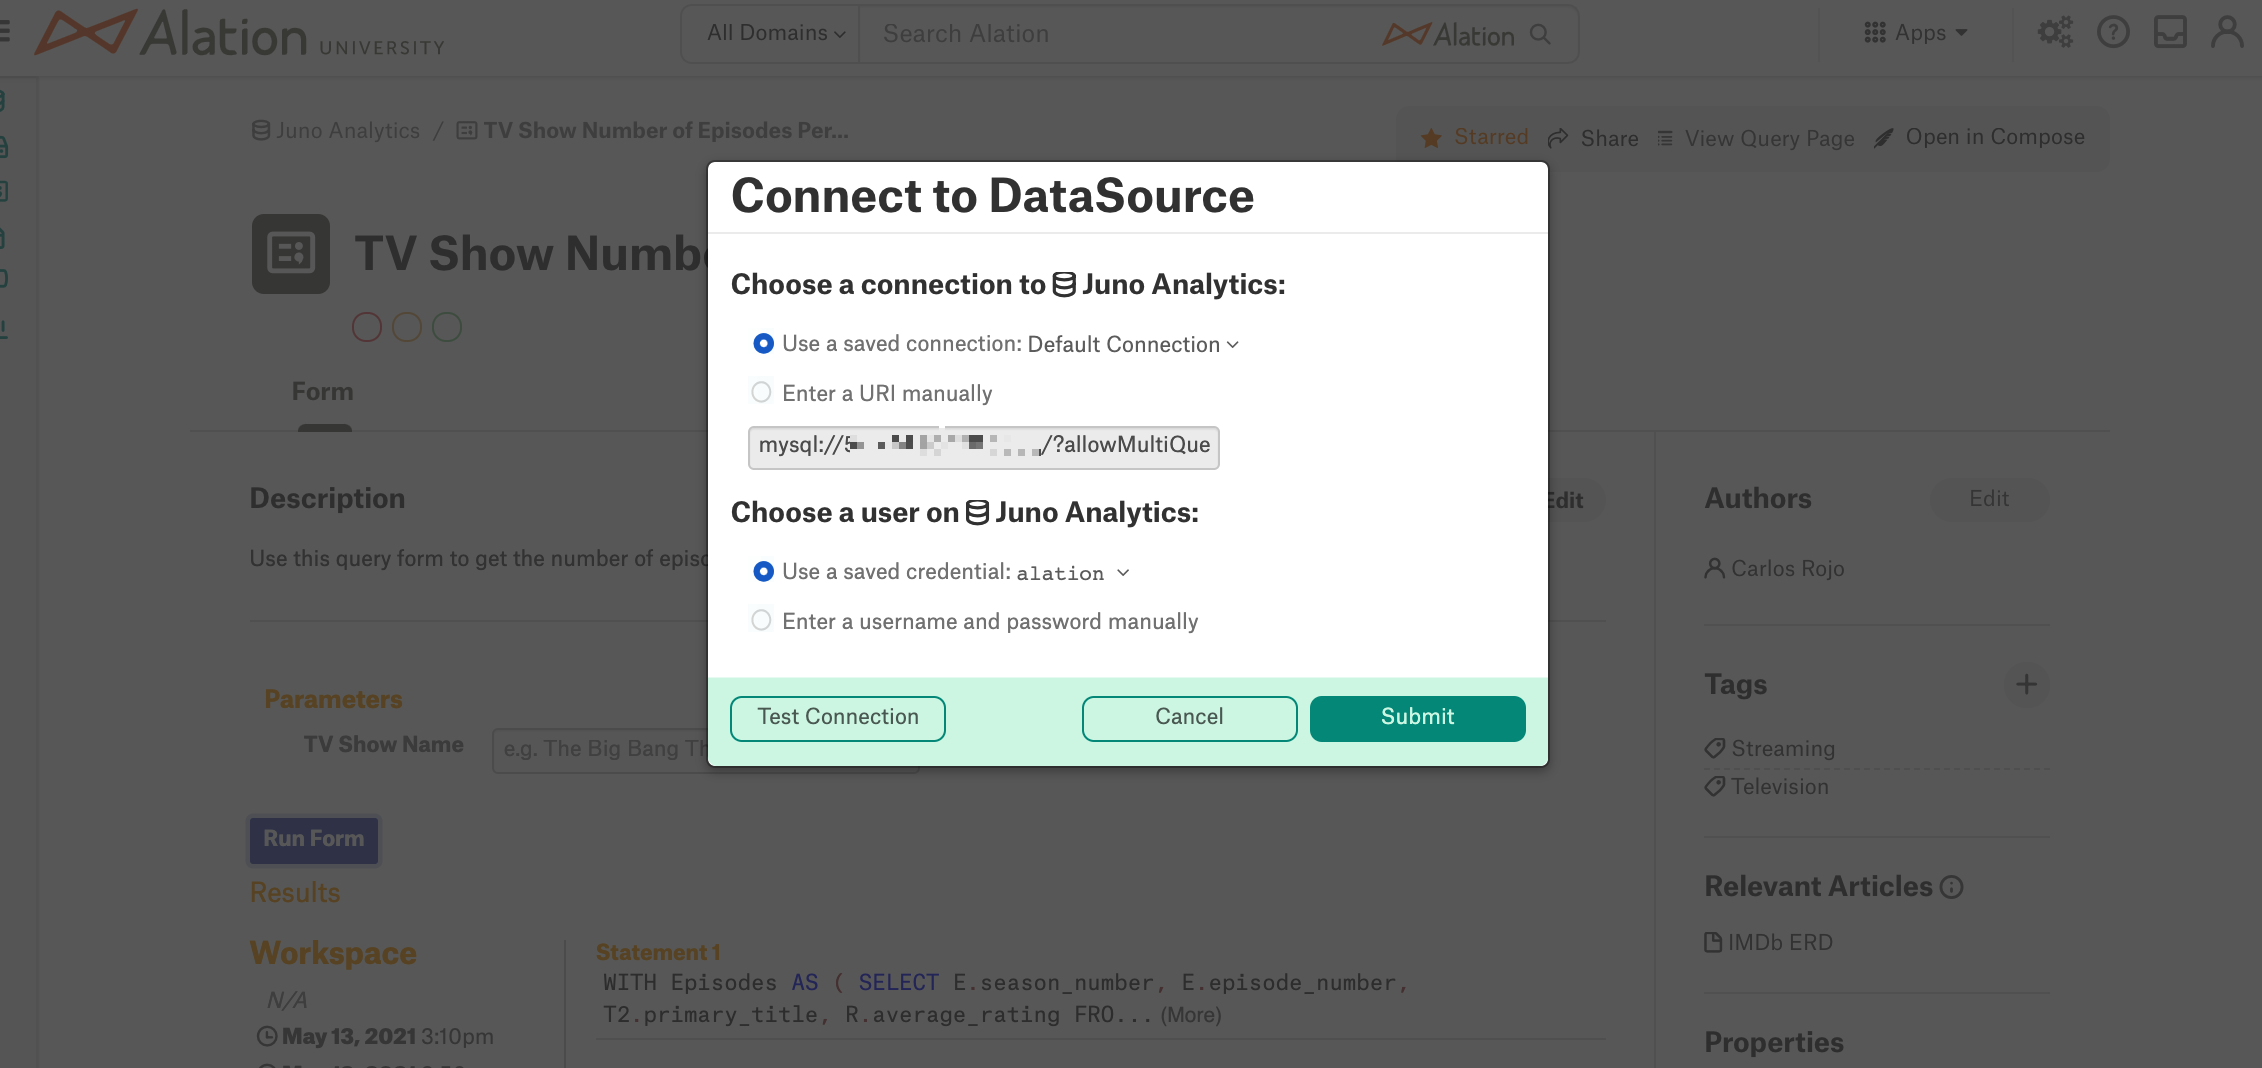 Alation UNIVERSITY
All Domains
Search Alation
Alation
Apps
Juno Analytics / TV Show Number of Episodes Per...
Starred
Share
View Query Page
Open in Compose
TV Show Numb
Form
Description
Edit
Use this query form to get the number of episo
Parameters
TV Show Name
e.g. The Big Bang Th
Run Form
Results
Workspace
N/A
May 13, 2021 3:10pm
Statement 1
WITH Episodes AS ( SELECT E.season_number, E.episode_number,
T2.primary_title, R.average_rating FRO... (More)
Connect to DataSource
Choose a connection to Juno Analytics:
Use a saved connection: Default Connection
Enter a URI manually
mysql:// /?allowMultiQue
Choose a user on Juno Analytics:
Use a saved credential: alation
Enter a username and password manually
Test Connection
Cancel
Submit
Authors
Edit
Carlos Rojo
Tags
Streaming
Television
Relevant Articles
IMDb ERD
Properties